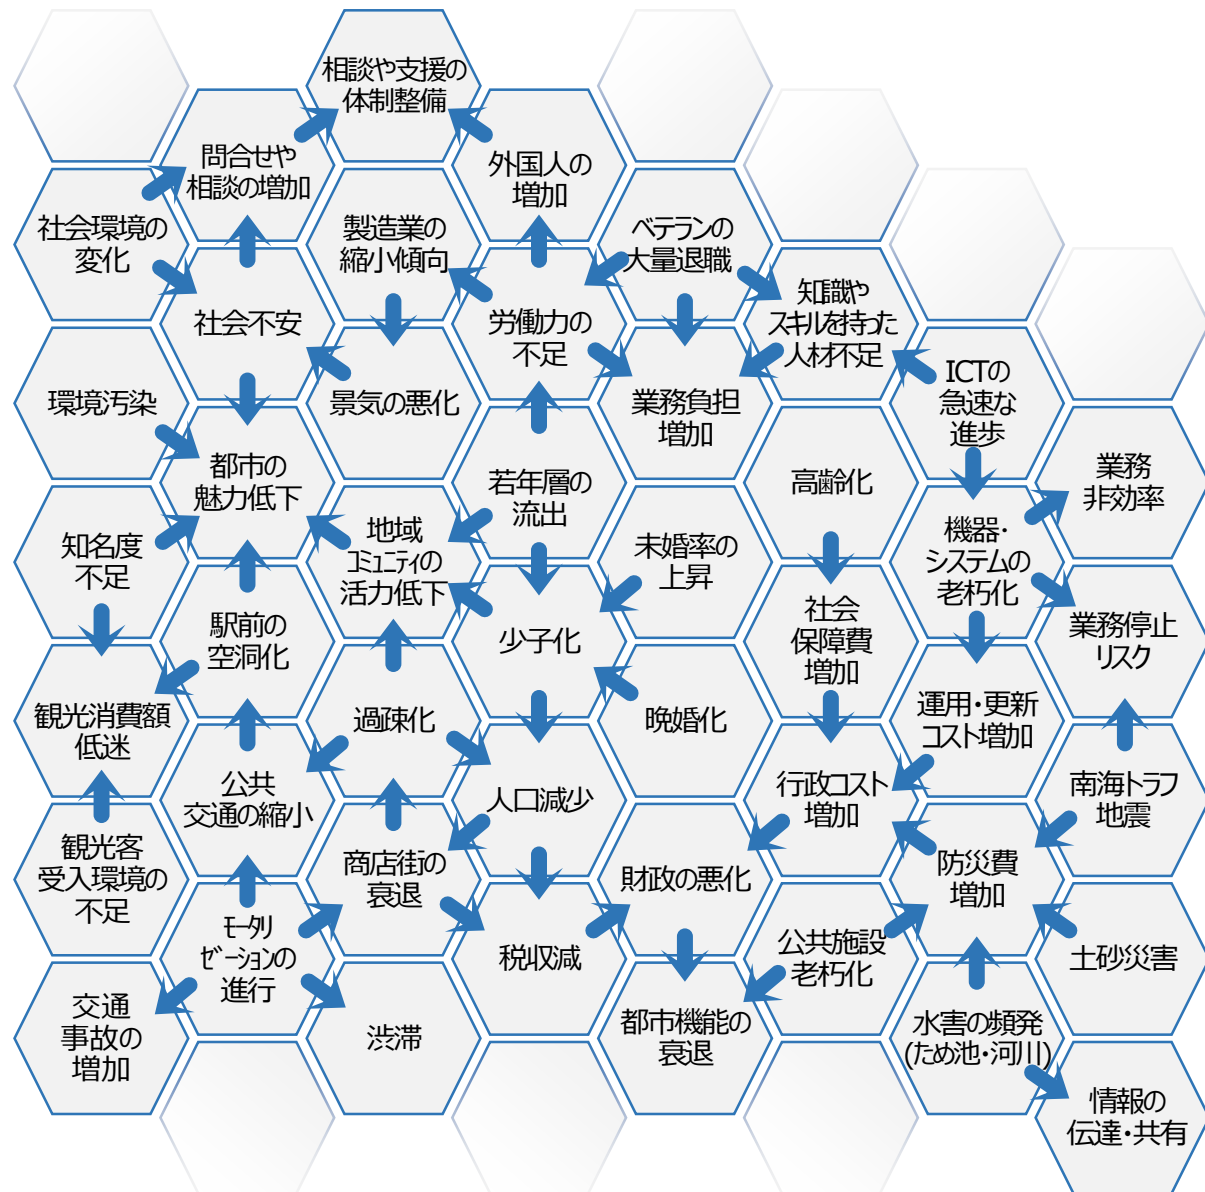 相談や支援の
体制整備
問合せや
相談の増加
外国人の
増加
社会環境の
変化
製造業の
縮小傾向
ベテランの
大量退職
社会不安
労働力の
不足
知識や
スキルを持った
人材不足
環境汚染
景気の悪化
業務負担
増加
ICTの
急速な
進歩
都市の
魅力低下
若年層の
流出
高齢化
業務
非効率
知名度
不足
地域
コミュニティの
活力低下
未婚率の
上昇
機器・
システムの
老朽化
駅前の
空洞化
少子化
社会
保障費
増加
業務停止
リスク
観光消費額
低迷
過疎化
晩婚化
運用・更新
コスト増加
公共
交通の縮小
人口減少
行政コスト
増加
南海トラフ
地震
観光客
受入環境の
不足
商店街の
衰退
財政の悪化
防災費
増加
モータリ
ゼーションの
進行
税収減
公共施設
老朽化
土砂災害
交通
事故の
増加
渋滞
都市機能の
衰退
水害の頻発
(ため池・河川)
情報の
伝達・共有